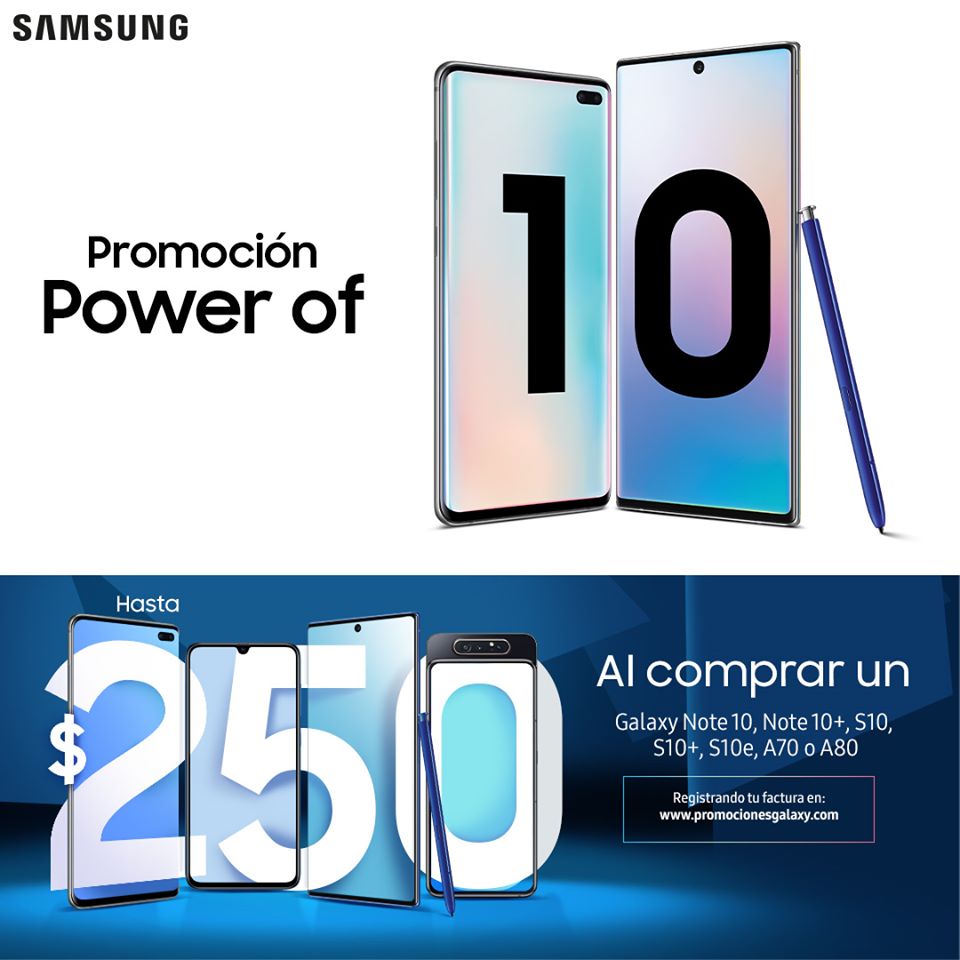 SAMSUNG
Promoción
Power of
10
Hasta
$250
Al comprar un
Galaxy Note 10, Note 10+, S10,
S10+, S10e, A70 o A80
Registrando tu factura en:
www.promocionesgalaxy.com